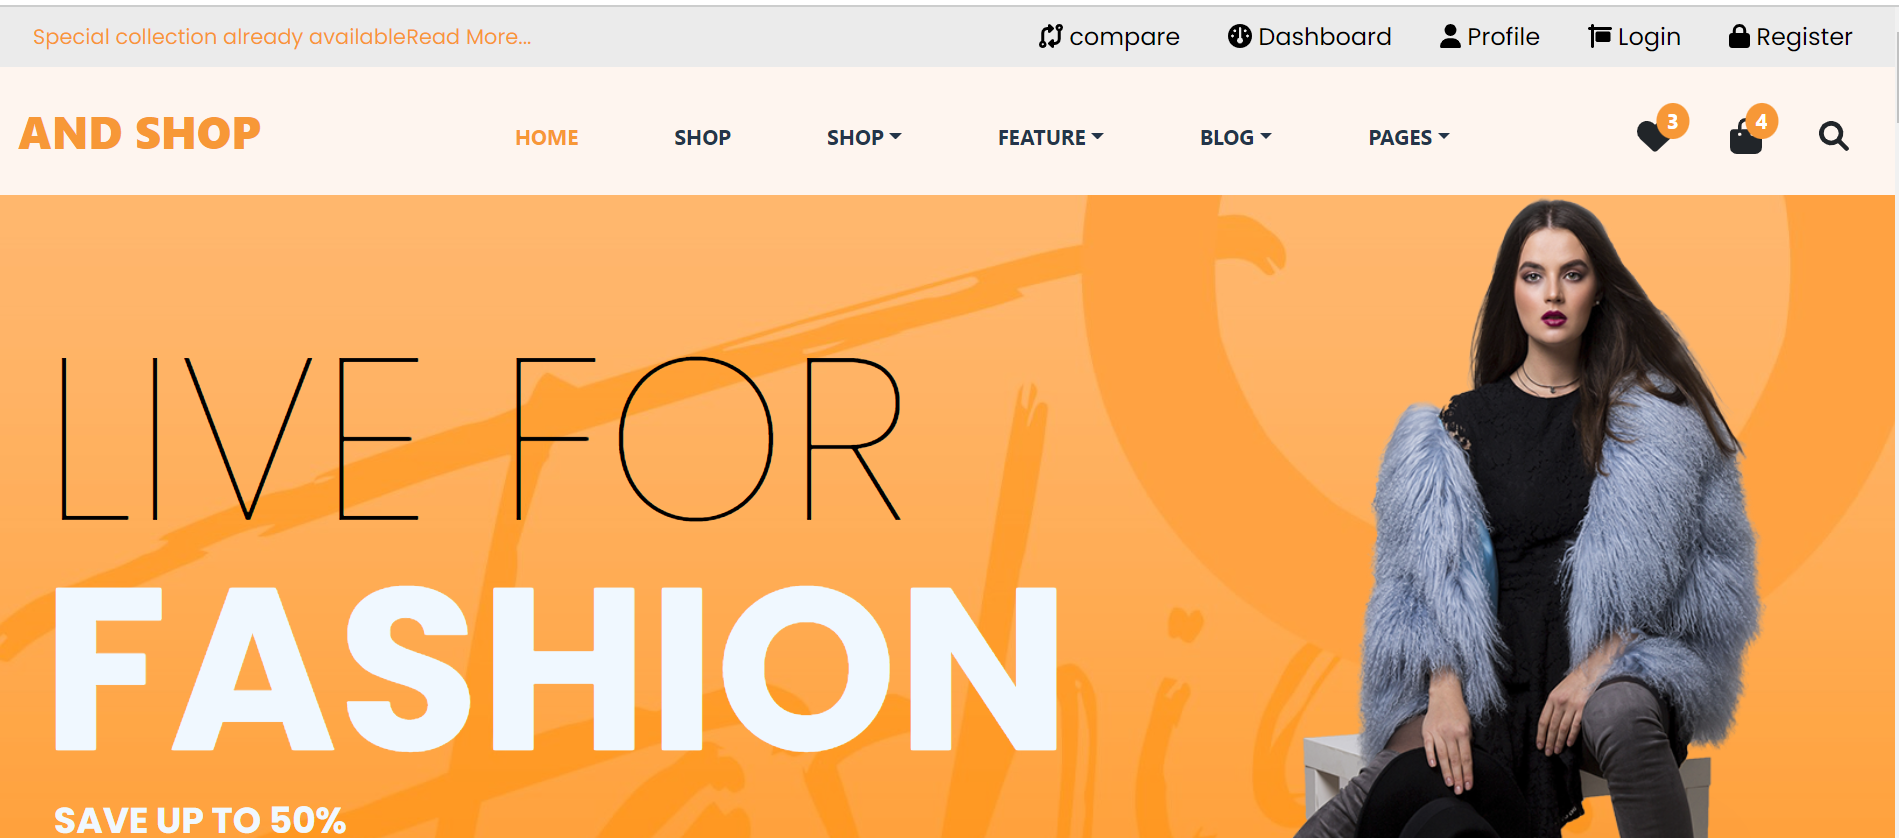 Special collection already availableRead More...
compare Dashboard Profile Login Register
AND SHOP
HOME SHOP SHOP FEATURE BLOG PAGES
3 4
LIVE FOR
FASHION
SAVE UP TO 50%